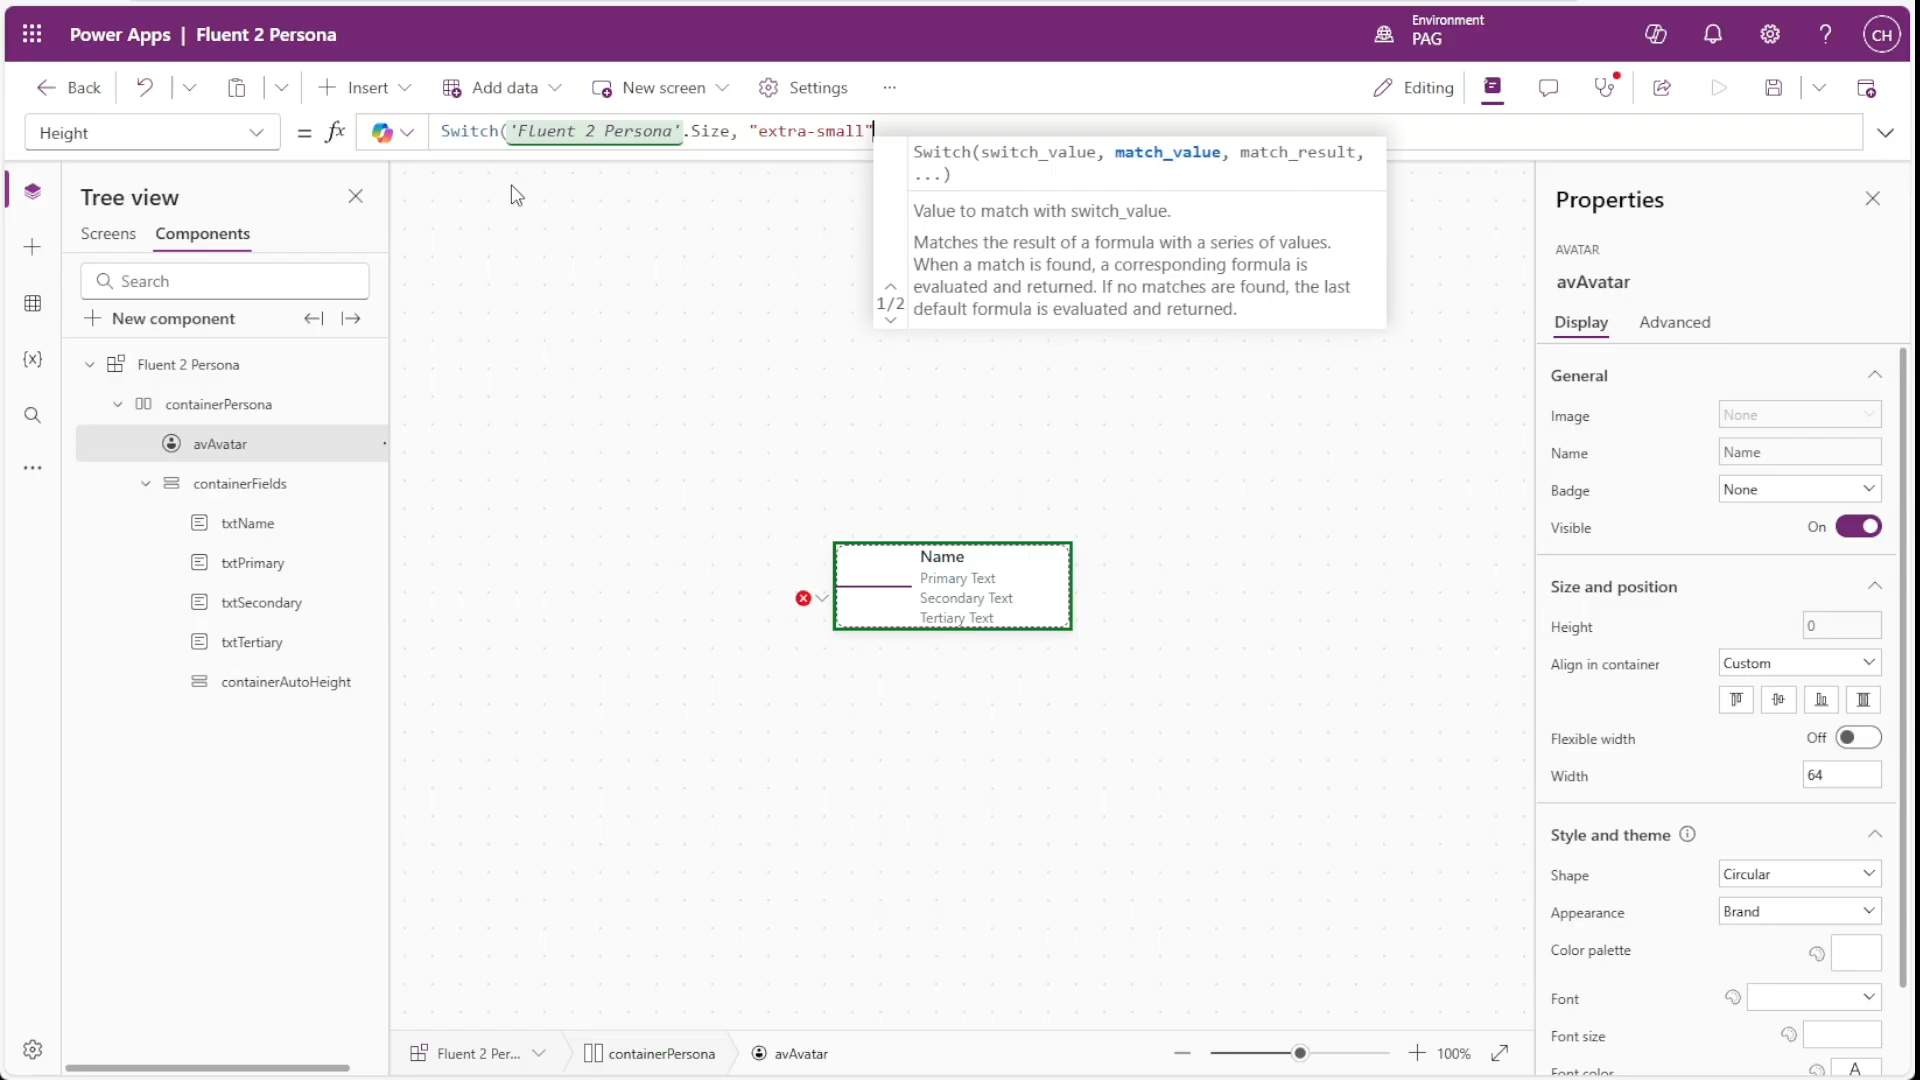 Power Apps | Fluent 2 Persona
Environment
PAG
CH
Back
Insert
Add data
New screen
Settings
...
Editing
Height
= fx
Switch('Fluent 2 Persona'.Size, "extra-small"
Switch(switch_value, match_value, match_result,
...)
Value to match with switch_value.
Matches the result of a formula with a series of values.
When a match is found, a corresponding formula is
evaluated and returned. If no matches are found, the last
default formula is evaluated and returned.
1/2
Tree view
Screens
Components
Search
New component
Fluent 2 Persona
containerPersona
avAvatar
containerFields
txtName
txtPrimary
txtSecondary
txtTertiary
containerAutoHeight
Name
Primary Text
Secondary Text
Tertiary Text
Properties
AVATAR
avAvatar
Display
Advanced
General
Image
None
Name
Name
Badge
None
Visible
On
Size and position
Height
0
Align in container
Custom
Flexible width
Off
Width
64
Style and theme
Shape
Circular
Appearance
Brand
Color palette
Font
Font size
Font color
A
Fluent 2 Per...
containerPersona
avAvatar
100%